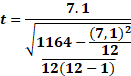 t = 7.1 / √((1164 − (7,1)² / 12) / 12(12 − 1))